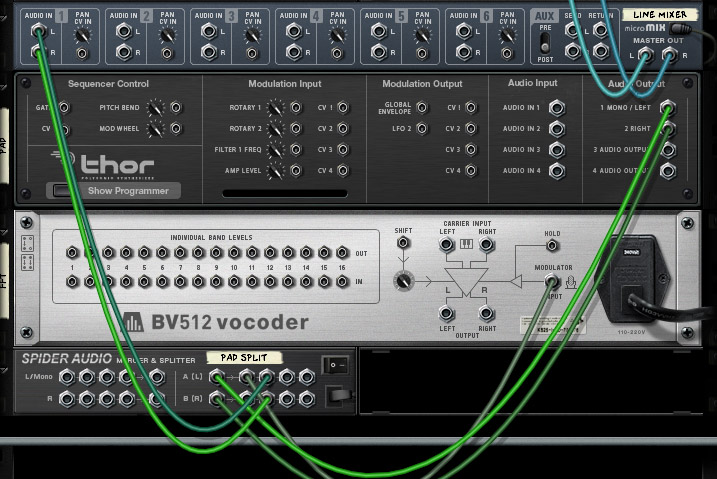 AUDIO IN 1 PAN CV IN AUDIO IN 2 PAN CV IN AUDIO IN 3 PAN CV IN AUDIO IN 4 PAN CV IN AUDIO IN 5 PAN CV IN AUDIO IN 6 PAN CV IN AUX RETURN LINE MIXER
L L L L L L PRE microMIX
MASTER OUT
R R R R R R POST L R
Sequencer Control Modulation Input Modulation Output Audio Input Audio Output
PITCH BEND ROTARY 1 CV 1 GLOBAL ENVELOPE CV 1 AUDIO IN 1 1 MONO / LEFT
CV MOD WHEEL ROTARY 2 CV 2 LFO 2 CV 2 AUDIO IN 2 2 RIGHT
FILTER 1 FREQ CV 3 CV 3 AUDIO IN 3 3 AUDIO OUTPUT
thor AMP LEVEL CV 4 CV 4 AUDIO IN 4 4 AUDIO OUTPUT
POLYSONIC SYNTHESIZER
Show Programmer
PAD
INDIVIDUAL BAND LEVELS SHIFT CARRIER INPUT
LEFT RIGHT HOLD
OUT
1 2 3 4 5 6 7 8 9 10 11 12 13 14 15 16
IN
MODULATOR INPUT
L R
BV512 vocoder
LEFT RIGHT
OUTPUT
110-220V
SPIDER AUDIO MERGER & SPLITTER PAD SPLIT
L/Mono A [L]
R B [R]